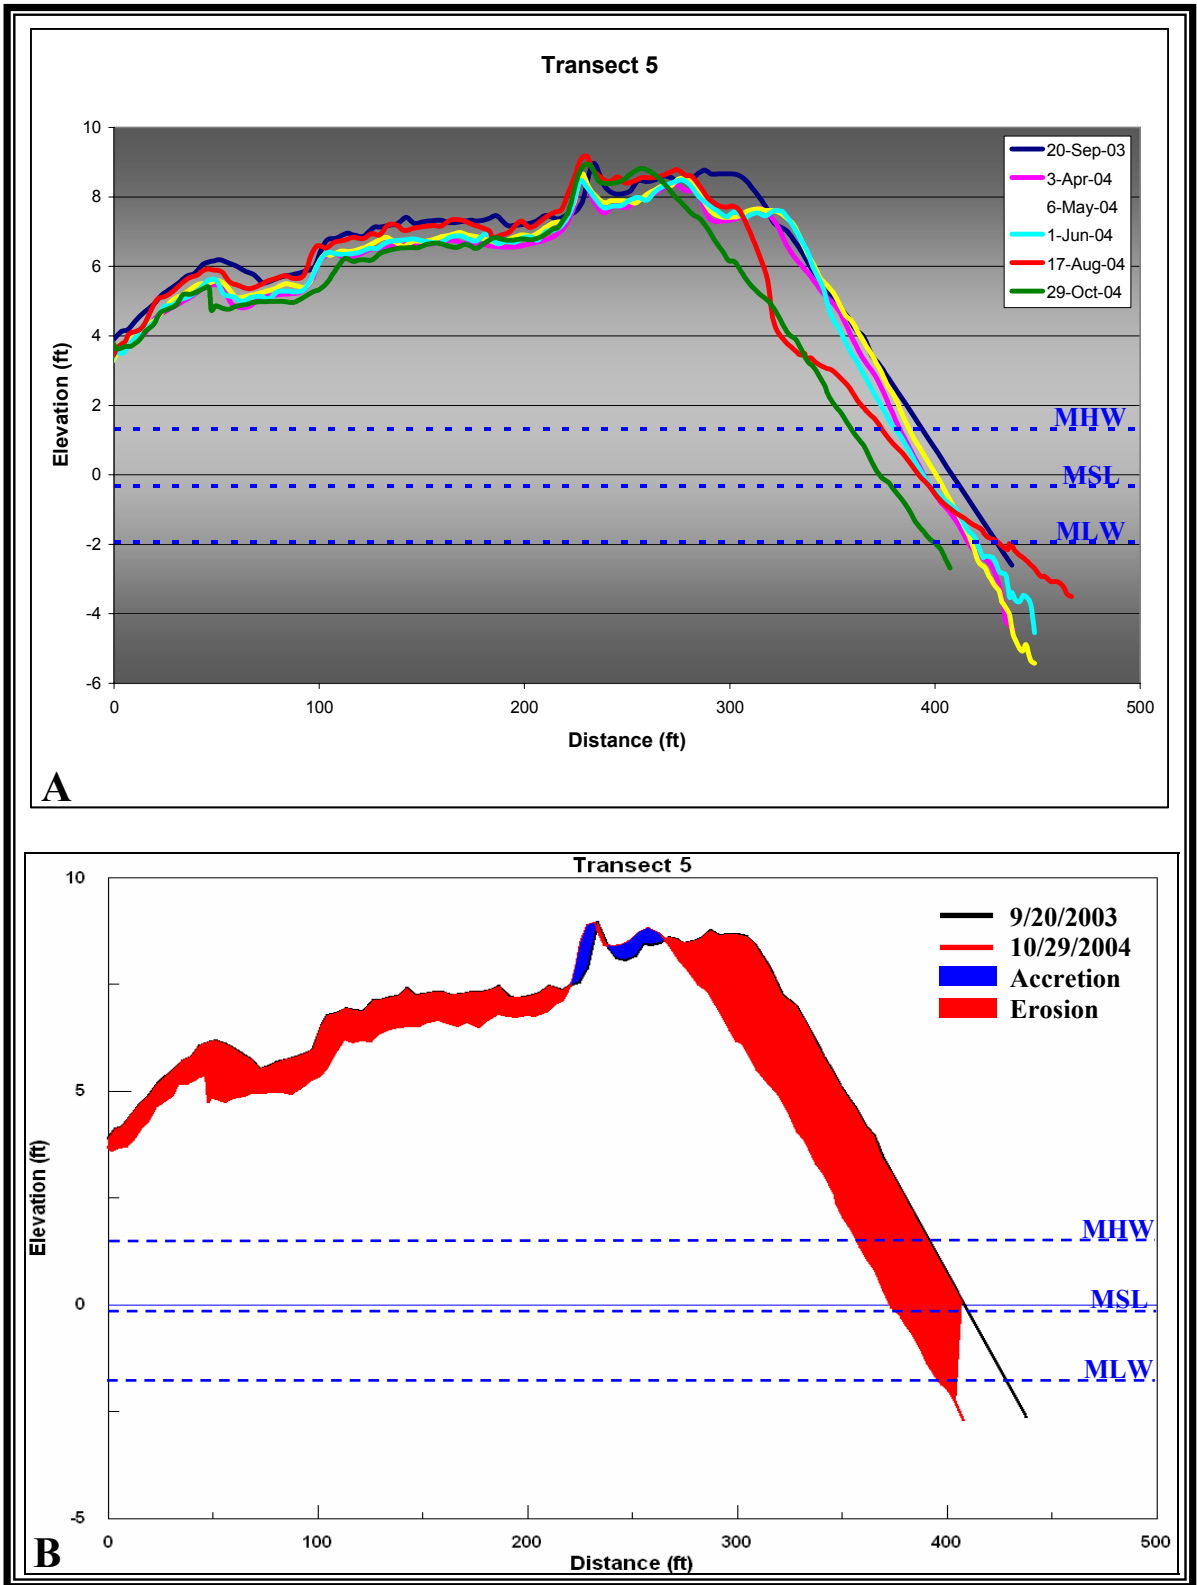 Transect 5
10
8
6
4
2
0
-2
-4
-6
Elevation (ft)
20-Sep-03
3-Apr-04
6-May-04
1-Jun-04
17-Aug-04
29-Oct-04
MHW
MSL
MLW
0 100 200 300 400 500
Distance (ft)
A
Transect 5
10
5
0
-5
Elevation (ft)
9/20/2003
10/29/2004
Accretion
Erosion
MHW
MSL
MLW
0 100 200 300 400 500
Distance (ft)
B